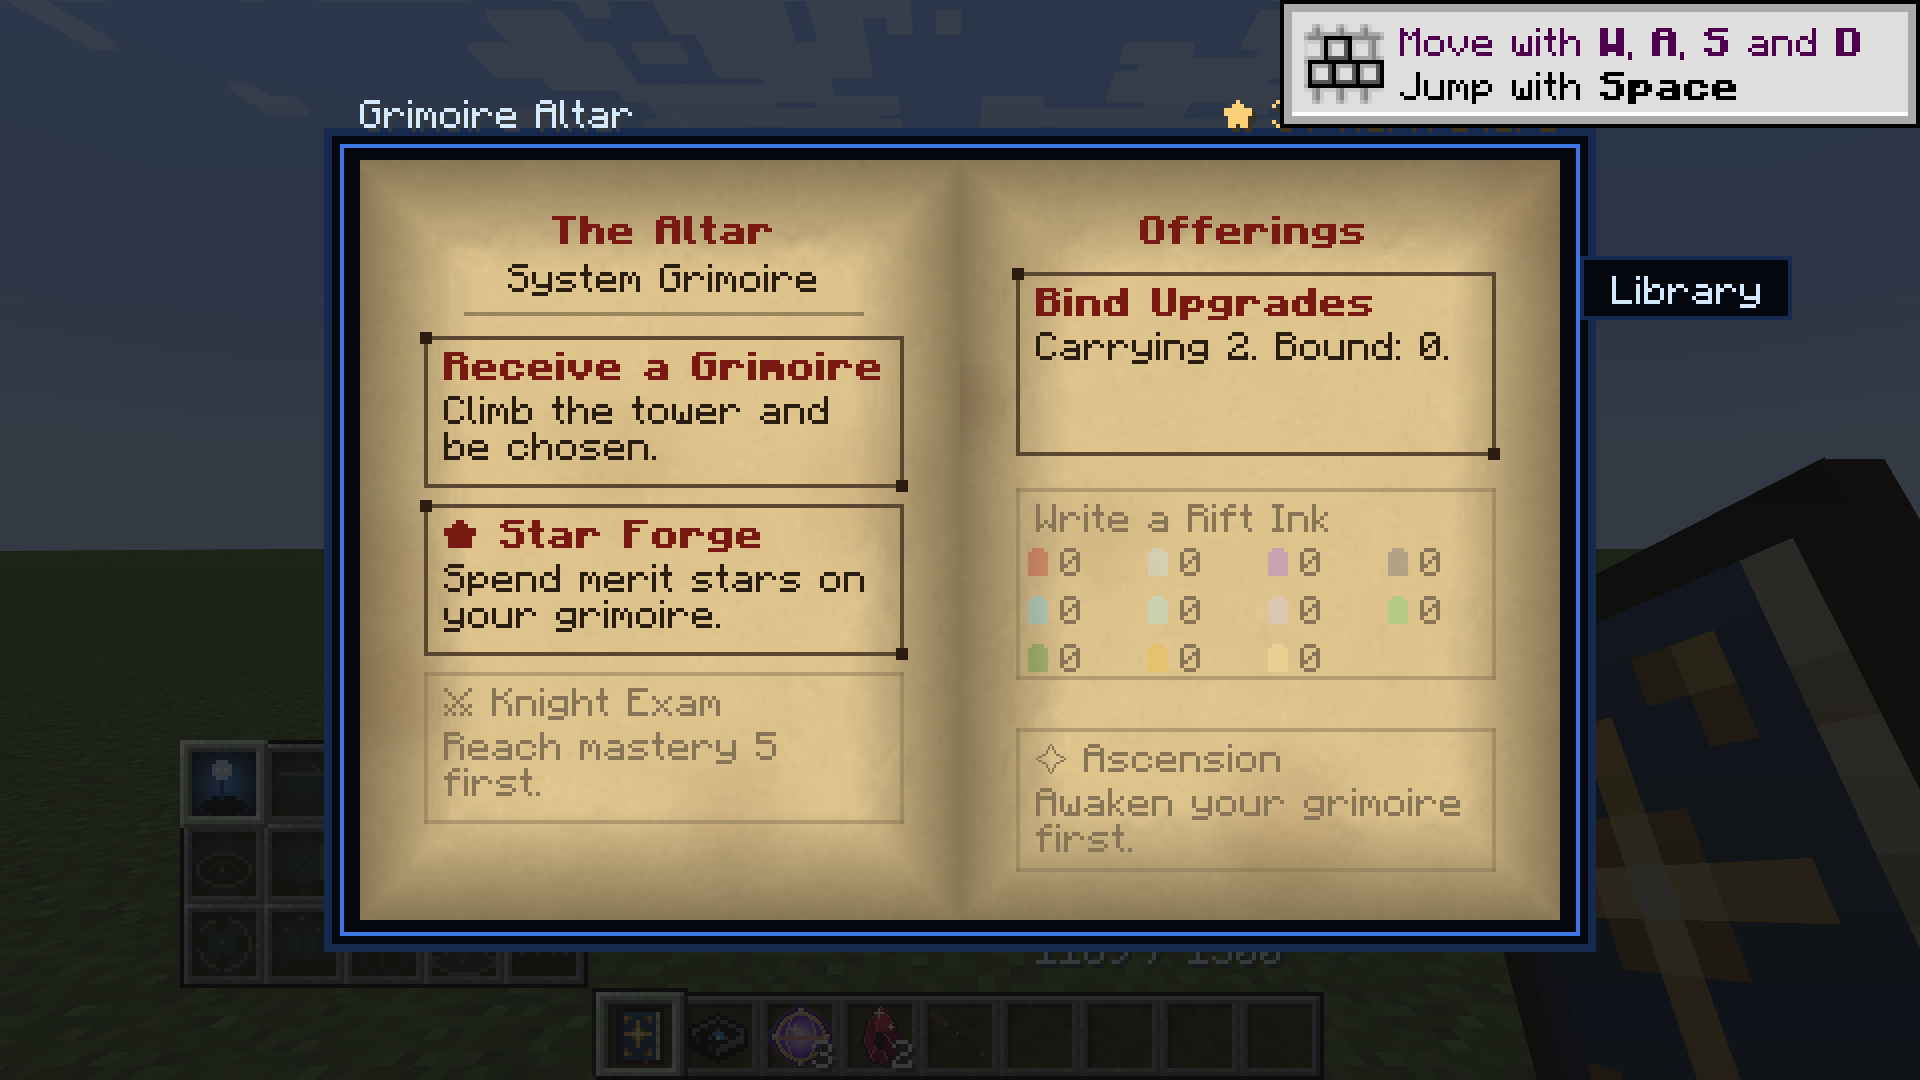 Move with W, A, S and D
Jump with Space
Grimoire Altar
The Altar
System Grimoire
Receive a Grimoire
Climb the tower and
be chosen.
Star Forge
Spend merit stars on
your grimoire.
Knight Exam
Reach mastery 5
first.
Offerings
Bind Upgrades
Carrying 2. Bound: 0.
Write a Rift Ink
0 0 0 0
0 0 0 0
0 0 0
Ascension
Awaken your grimoire
first.
Library
3 2